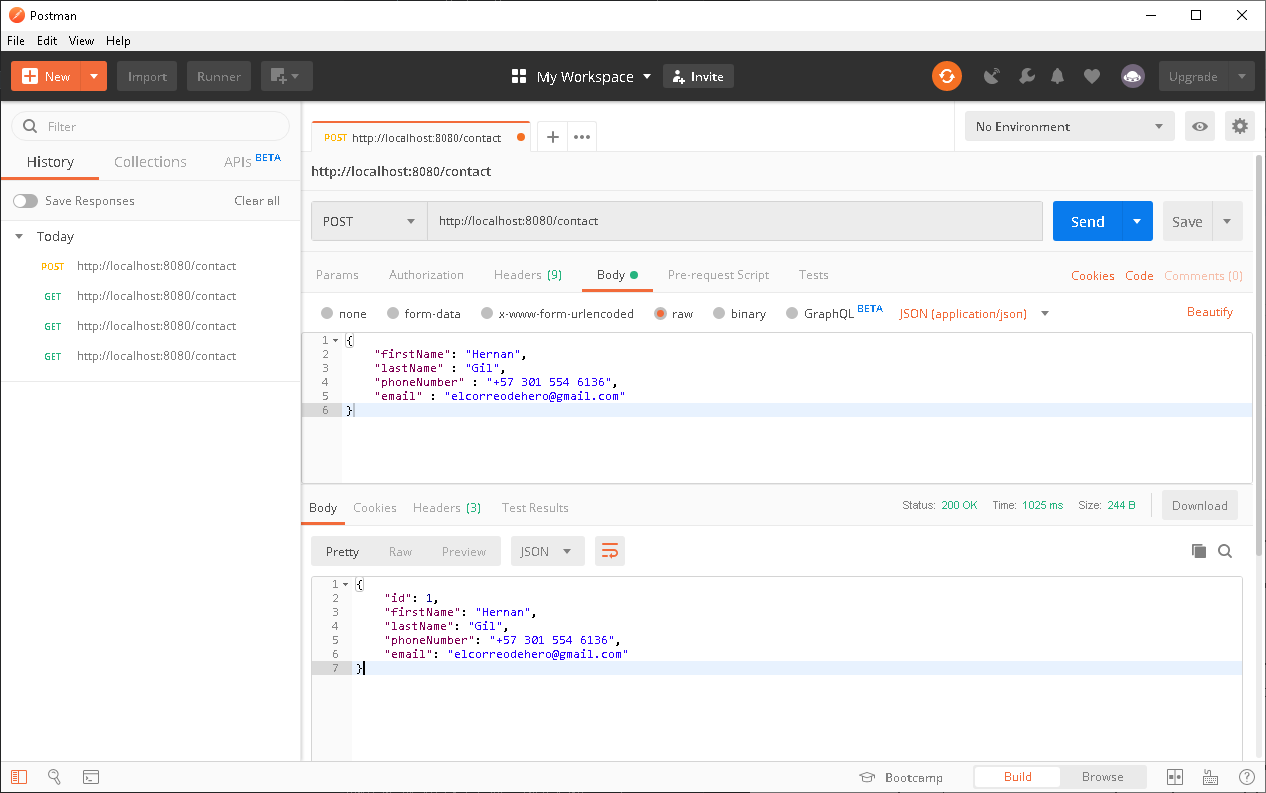 Postman
File Edit View Help
New Import Runner My Workspace Invite Upgrade
Filter
History Collections APIs BETA
Save Responses Clear all
Today
POST http://localhost:8080/contact
GET http://localhost:8080/contact
GET http://localhost:8080/contact
GET http://localhost:8080/contact
POST http://localhost:8080/contact + ••• No Environment
http://localhost:8080/contact
POST http://localhost:8080/contact Send Save
Params Authorization Headers (9) Body Pre-request Script Tests Cookies Code Comments (0)
none form-data x-www-form-urlencoded raw binary GraphQL BETA JSON (application/json) Beautify
1 {
2 "firstName": "Hernan",
3 "lastName" : "Gil",
4 "phoneNumber" : "+57 301 554 6136",
5 "email" : "elcorreodehero@gmail.com"
6 }
Body Cookies Headers (3) Test Results Status: 200 OK Time: 1025 ms Size: 244 B Download
Pretty Raw Preview JSON
1 {
2 "id": 1,
3 "firstName": "Hernan",
4 "lastName": "Gil",
5 "phoneNumber": "+57 301 554 6136",
6 "email": "elcorreodehero@gmail.com"
7 }
Bootcamp Build Browse ?